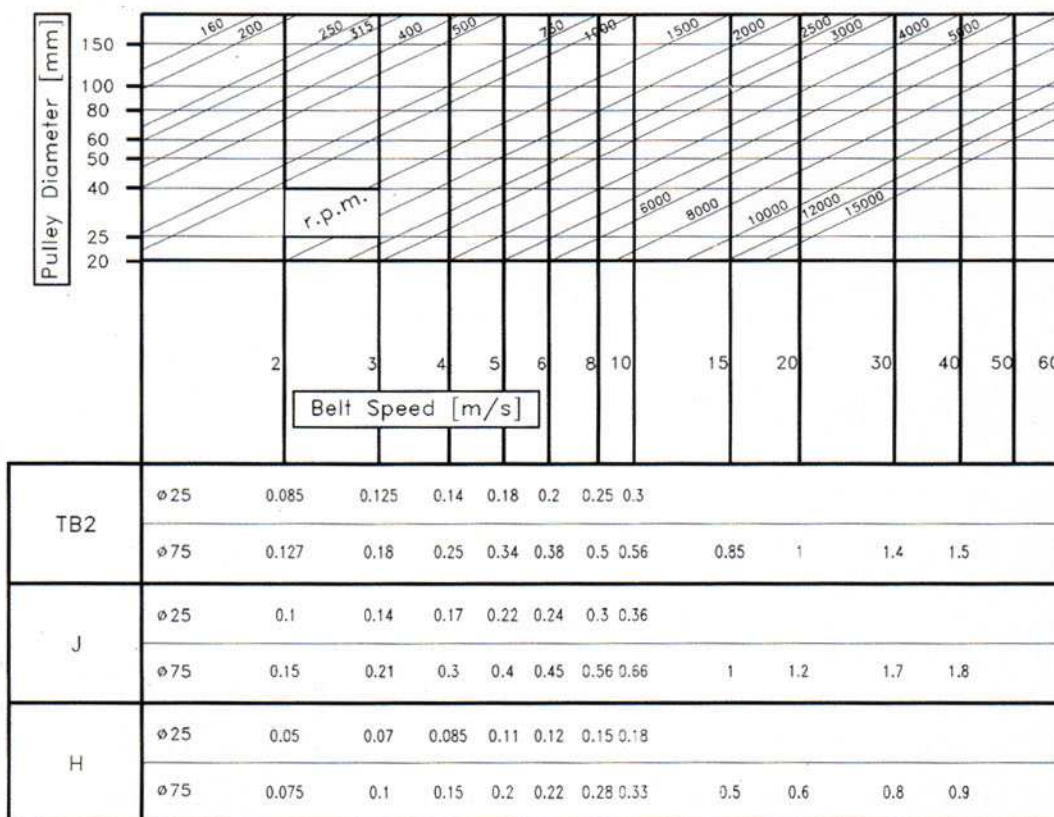 Pulley Diameter [mm]
150
100
80
60
50
40
25
20
160 200 250 315 400 500 750 1000 1500 2000 2500 3000 4000 5000
r.p.m.
6000 8000 10000 12000 15000
2 3 4 5 6 8 10 15 20 30 40 50 60
Belt Speed [m/s]
TB2
ø25 0.085 0.125 0.14 0.18 0.2 0.25 0.3
ø75 0.127 0.18 0.25 0.34 0.38 0.5 0.56 0.85 1 1.4 1.5
J
ø25 0.1 0.14 0.17 0.22 0.24 0.3 0.36
ø75 0.15 0.21 0.3 0.4 0.45 0.56 0.66 1 1.2 1.7 1.8
H
ø25 0.05 0.07 0.085 0.11 0.12 0.15 0.18
ø75 0.075 0.1 0.15 0.2 0.22 0.28 0.33 0.5 0.6 0.8 0.9